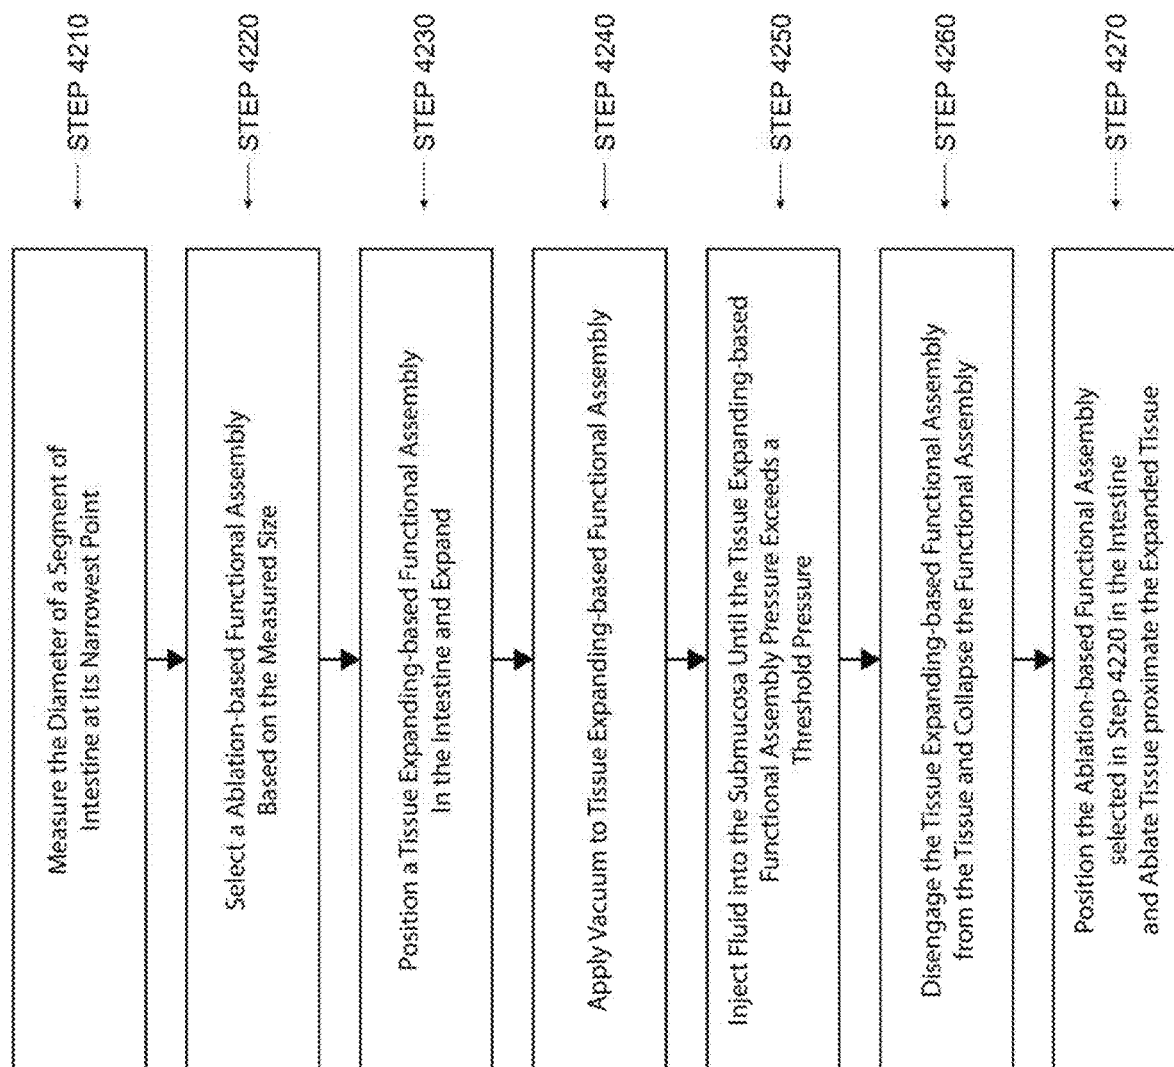 Measure the Diameter of a Segment of
Intestine at its Narrowest Point
STEP 4210
Select a Ablation-based Functional Assembly
Based on the Measured Size
STEP 4220
Position a Tissue Expanding-based Functional Assembly
In the Intestine and Expand
STEP 4230
Apply Vacuum to Tissue Expanding-based Functional Assembly
STEP 4240
Inject Fluid into the Submucosa Until the Tissue Expanding-based
Functional Assembly Pressure Exceeds a
Threshold Pressure
STEP 4250
Disengage the Tissue Expanding-based Functional Assembly
from the Tissue and Collapse the Functional Assembly
STEP 4260
Position the Ablation-based Functional Assembly
selected in Step 4220 in the Intestine
and Ablate Tissue proximate the Expanded Tissue
STEP 4270